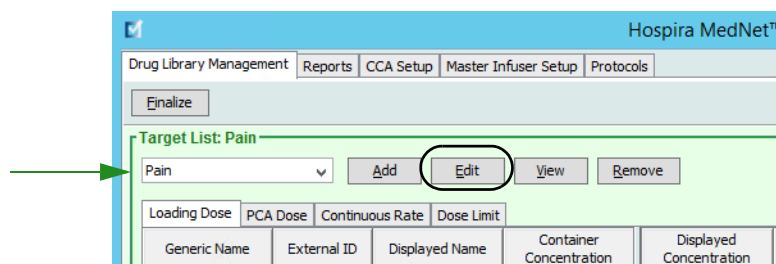 Hospira MedNet™
Drug Library Management Reports CCA Setup Master Infuser Setup Protocols
Finalize
Target List: Pain
Pain Add Edit View Remove
Loading Dose PCA Dose Continuous Rate Dose Limit
Generic Name External ID Displayed Name Container Concentration Displayed Concentration